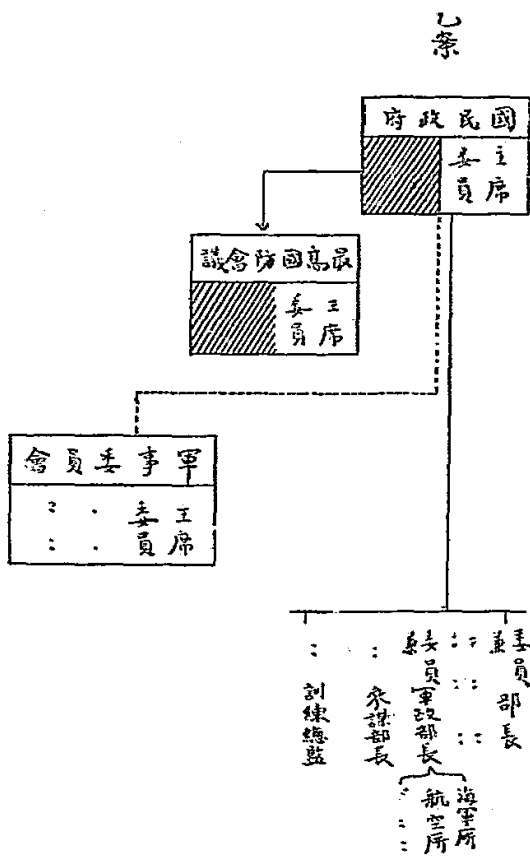 乙案
國民政府
主席
委員
最高國防會議
主席
委員
軍事委員會
主席
委員
委員兼部長
委員兼軍政部長
海軍所
航空所
參謀部長
訓練總監